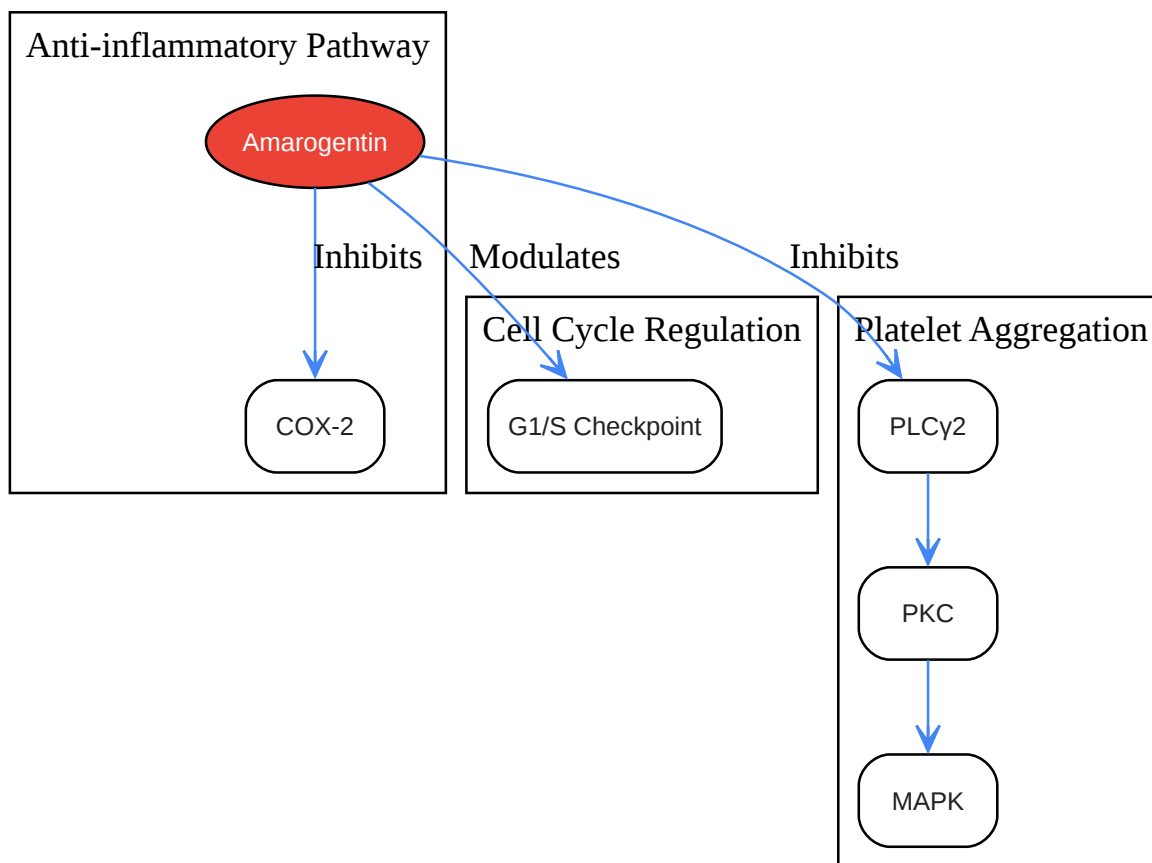 Anti-inflammatory Pathway
Amarogentin
Inhibits
Modulates
Inhibits
Cell Cycle Regulation
Platelet Aggregation
COX-2
G1/S Checkpoint
PLCγ2
PKC
MAPK